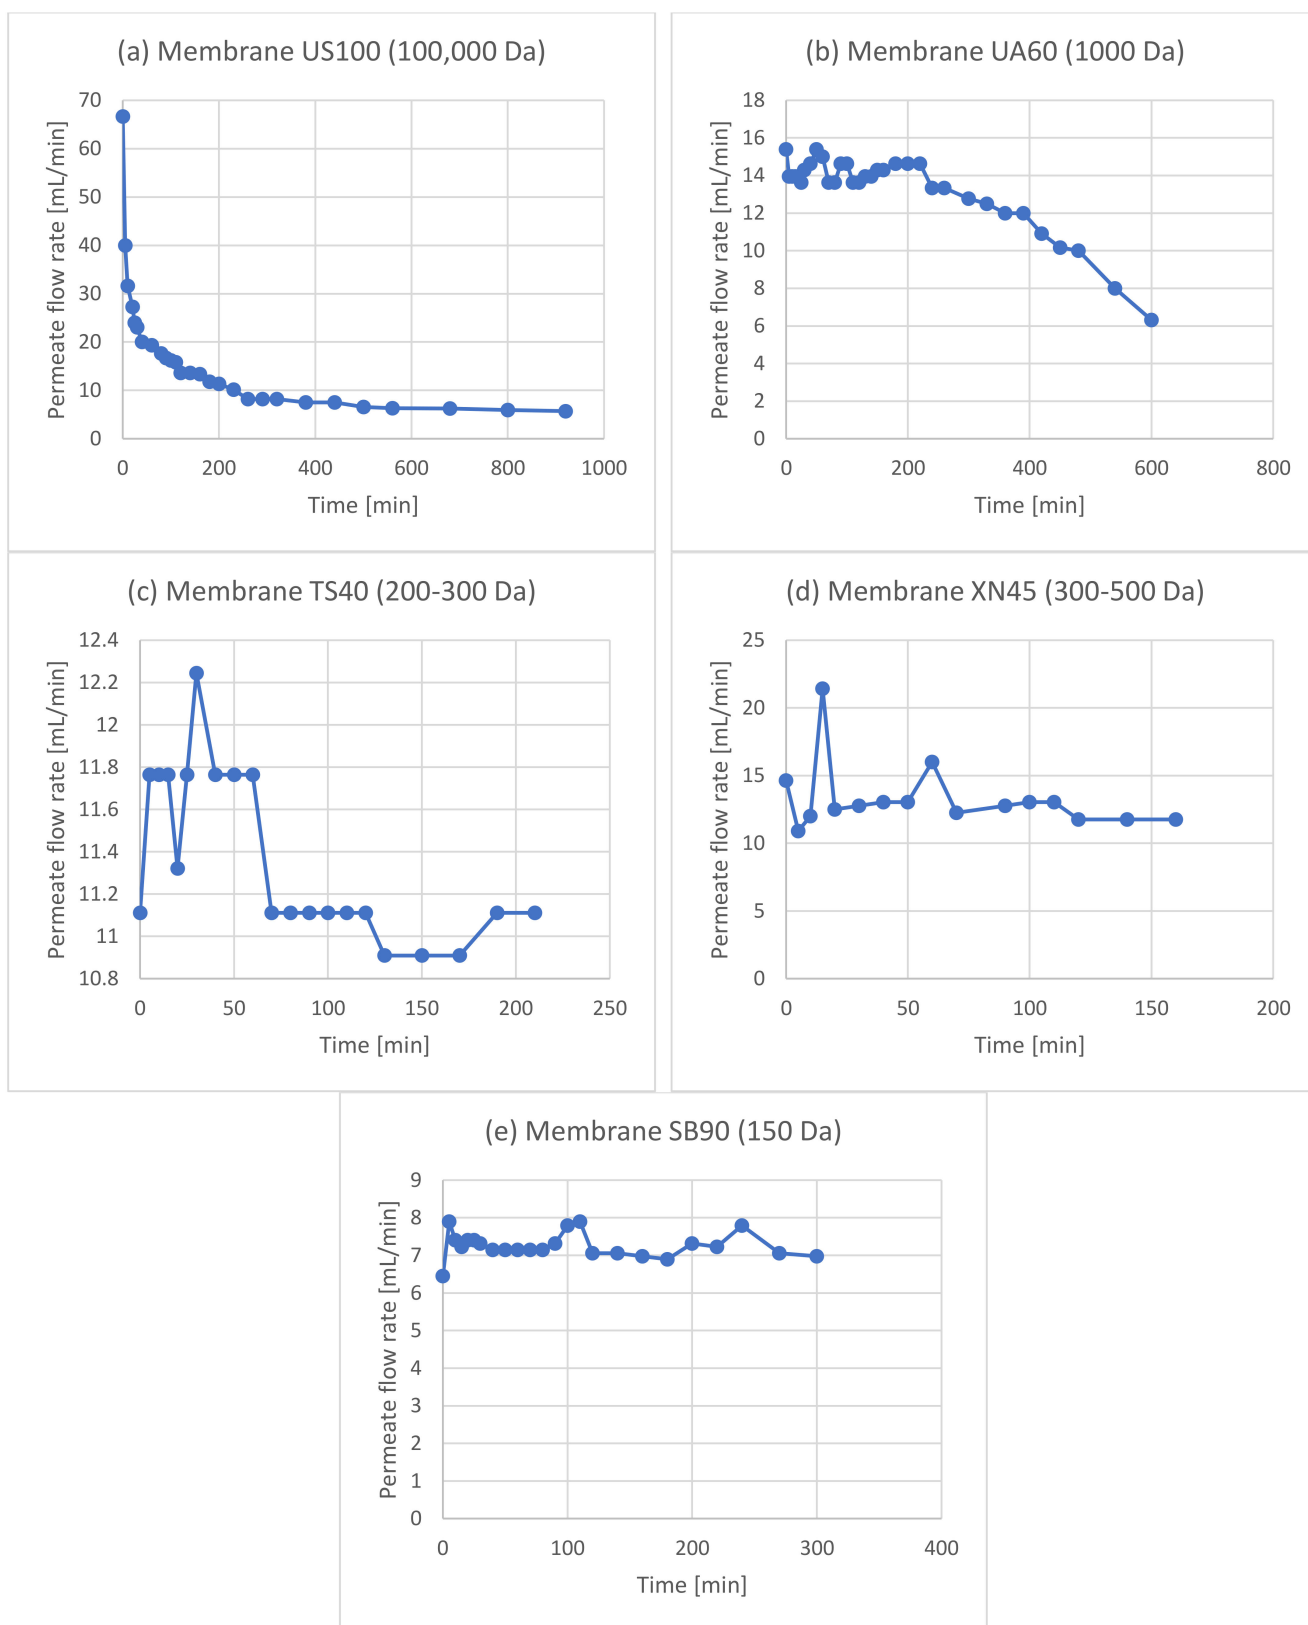 (a) Membrane US100 (100,000 Da)
Permeate flow rate [mL/min]
70
60
50
40
30
20
10
0
0 200 400 600 800 1000
Time [min]
(b) Membrane UA60 (1000 Da)
Permeate flow rate [mL/min]
18
16
14
12
10
8
6
4
2
0
0 200 400 600 800
Time [min]
(c) Membrane TS40 (200-300 Da)
Permeate flow rate [mL/min]
12.4
12.2
12
11.8
11.6
11.4
11.2
11
10.8
0 50 100 150 200 250
Time [min]
(d) Membrane XN45 (300-500 Da)
Permeate flow rate [mL/min]
25
20
15
10
5
0
0 50 100 150 200
Time [min]
(e) Membrane SB90 (150 Da)
Permeate flow rate [mL/min]
9
8
7
6
5
4
3
2
1
0
0 100 200 300 400
Time [min]